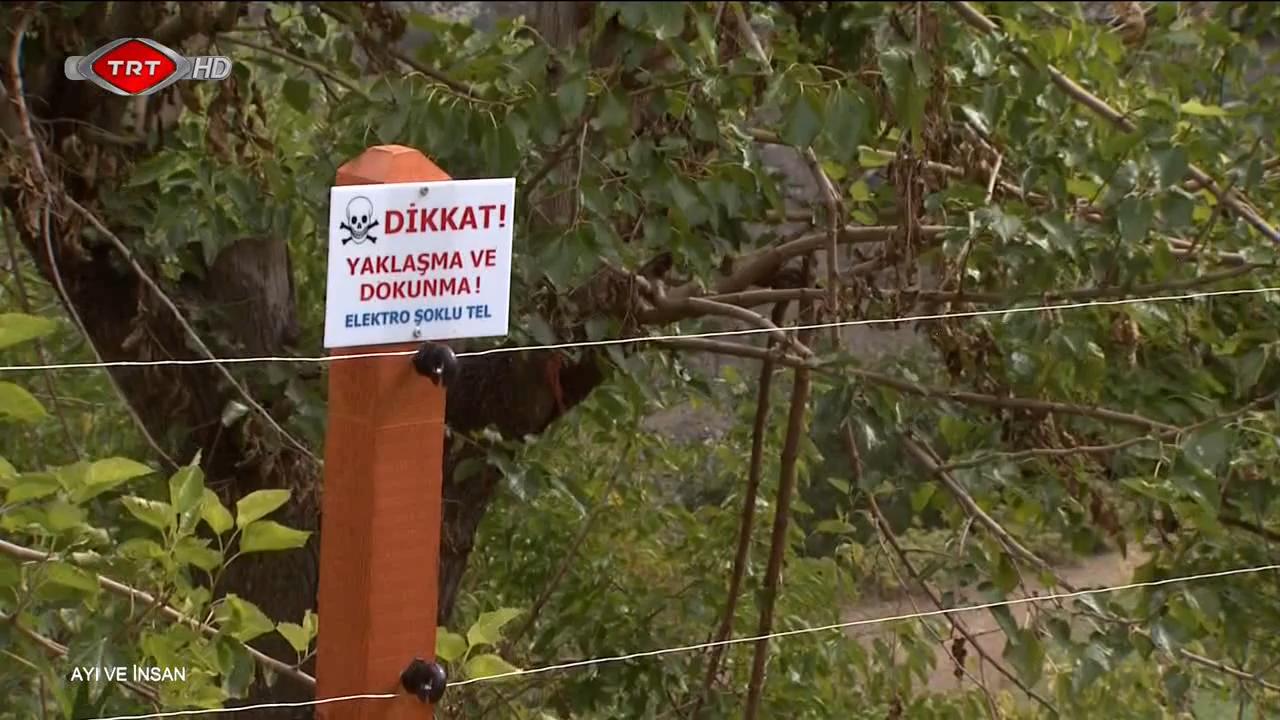 TRT HD
DİKKAT!
YAKLAŞMA VE
DOKUNMA!
ELEKTRO ŞOKLU TEL
AYI VE İNSAN